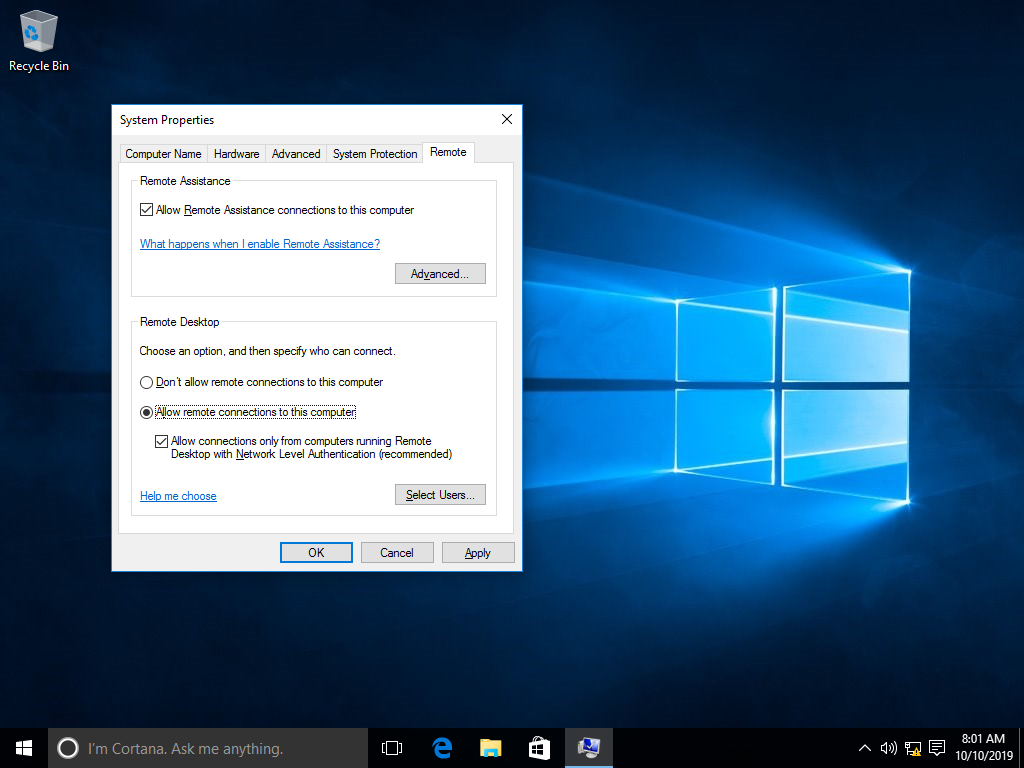 Recycle Bin
System Properties
Computer Name Hardware Advanced System Protection Remote
Remote Assistance
Allow Remote Assistance connections to this computer
What happens when I enable Remote Assistance?
Advanced...
Remote Desktop
Choose an option, and then specify who can connect.
Don't allow remote connections to this computer
Allow remote connections to this computer
Allow connections only from computers running Remote
Desktop with Network Level Authentication (recommended)
Help me choose
Select Users...
OK Cancel Apply
I'm Cortana. Ask me anything.
8:01 AM
10/10/2019